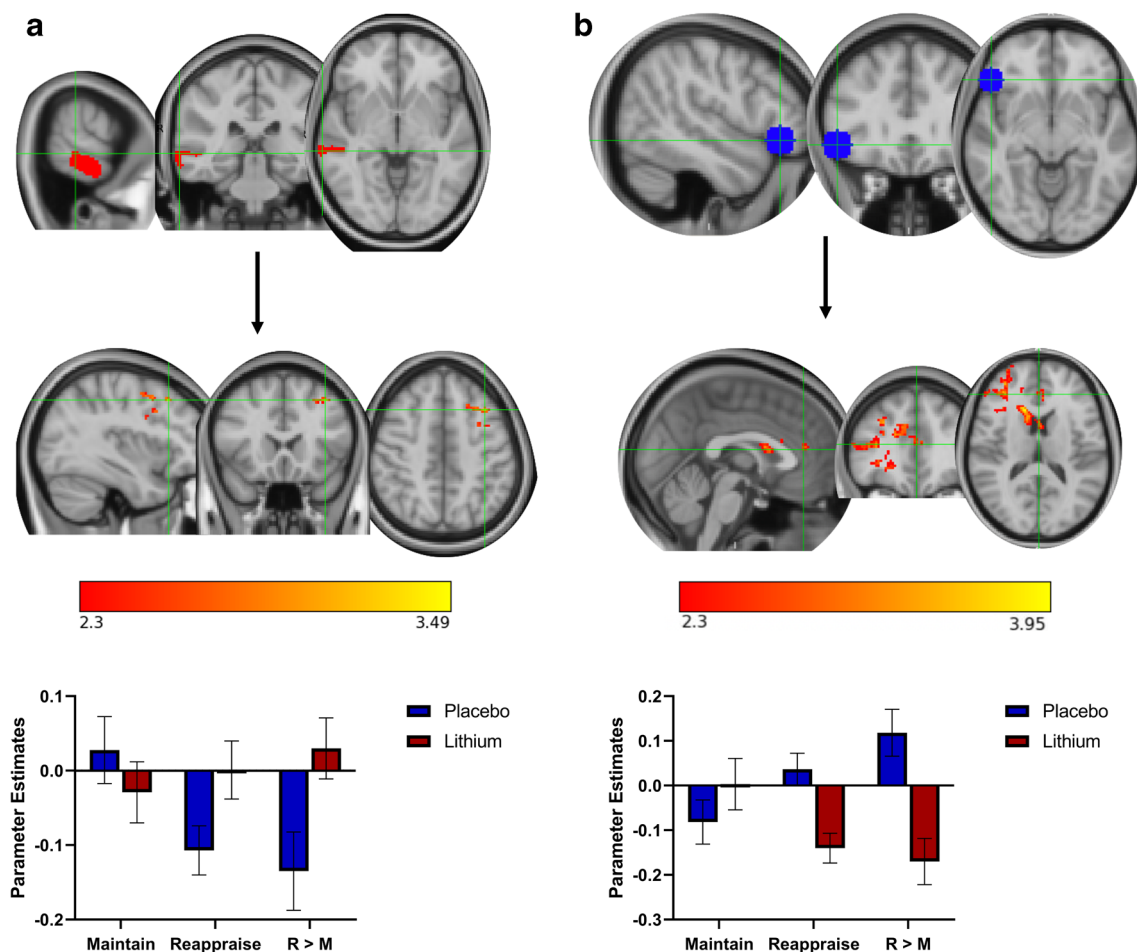 a
b
2.3
3.49
2.3
3.95
Parameter Estimates
0.1
0.0
-0.1
-0.2
Maintain
Reappraise
R > M
Placebo
Lithium
Parameter Estimates
0.2
0.1
0.0
-0.1
-0.2
-0.3
Maintain
Reappraise
R > M
Placebo
Lithium